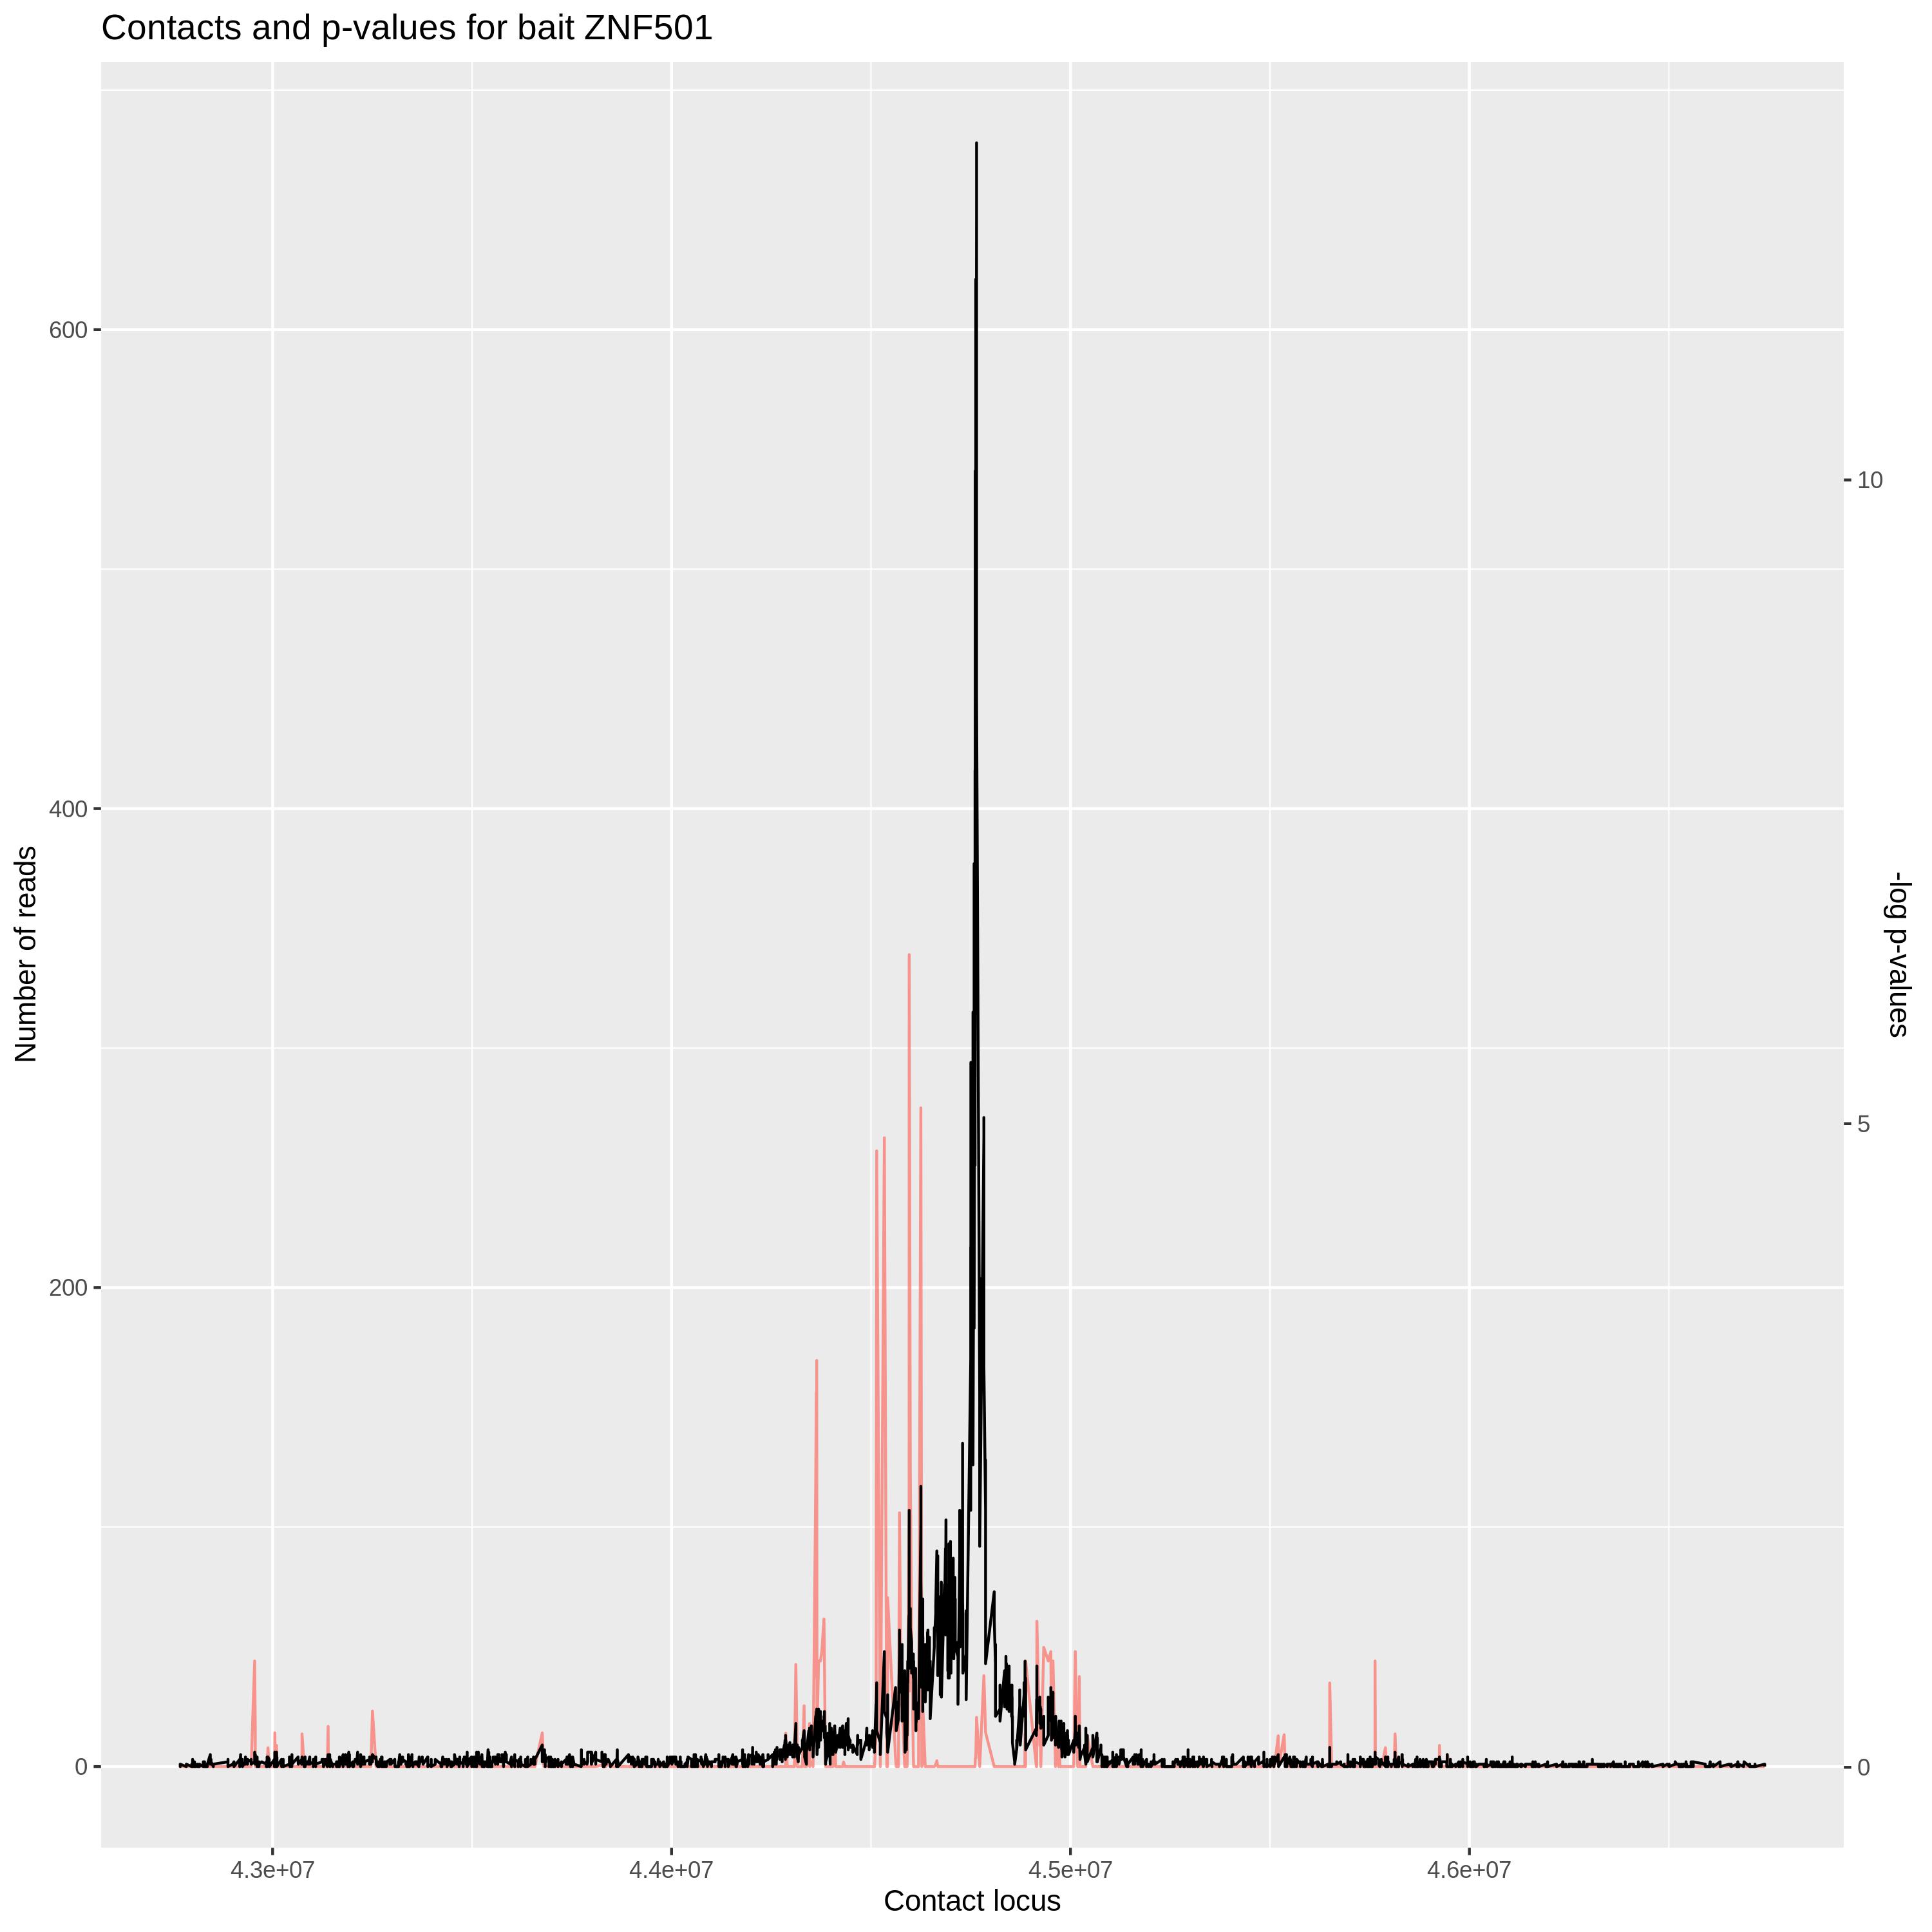 Contacts and p-values for bait ZNF501
Number of reads
600
400
200
0
10
5
0
-log p-values
4.3e+07
4.4e+07
4.5e+07
4.6e+07
Contact locus